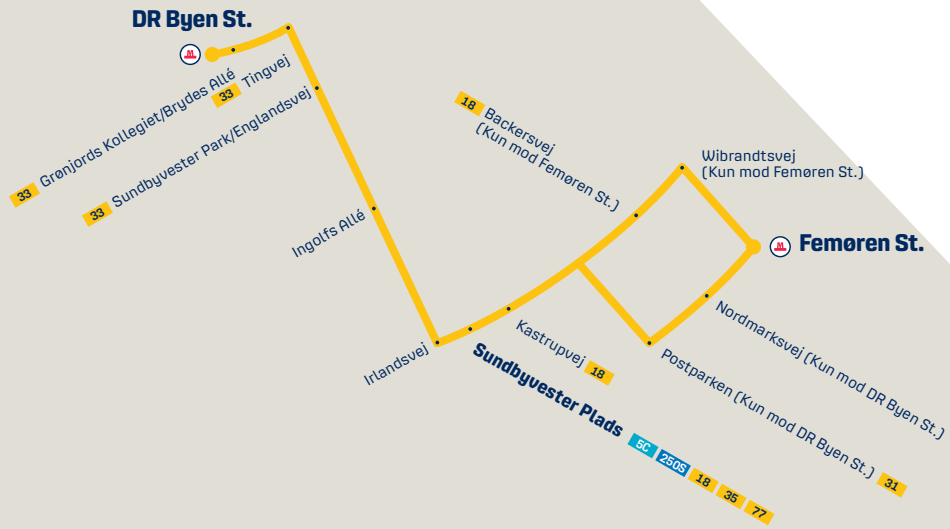 DR Byen St.
M
33 Grønjords Kollegiet/Brydes Allé
33 Tingvej
33 Sundbyvester Park/Englandsvej
Ingolfs Allé
Irlandsvej
Sundbyvester Plads 5C 250S 18 35 77
Kastrupvej 18
18 Backersvej
(Kun mod Femøren St.)
Wibrandtsvej
(Kun mod Femøren St.)
M
Femøren St.
Nordmarksvej (Kun mod DR Byen St.)
Postparken (Kun mod DR Byen St.) 31